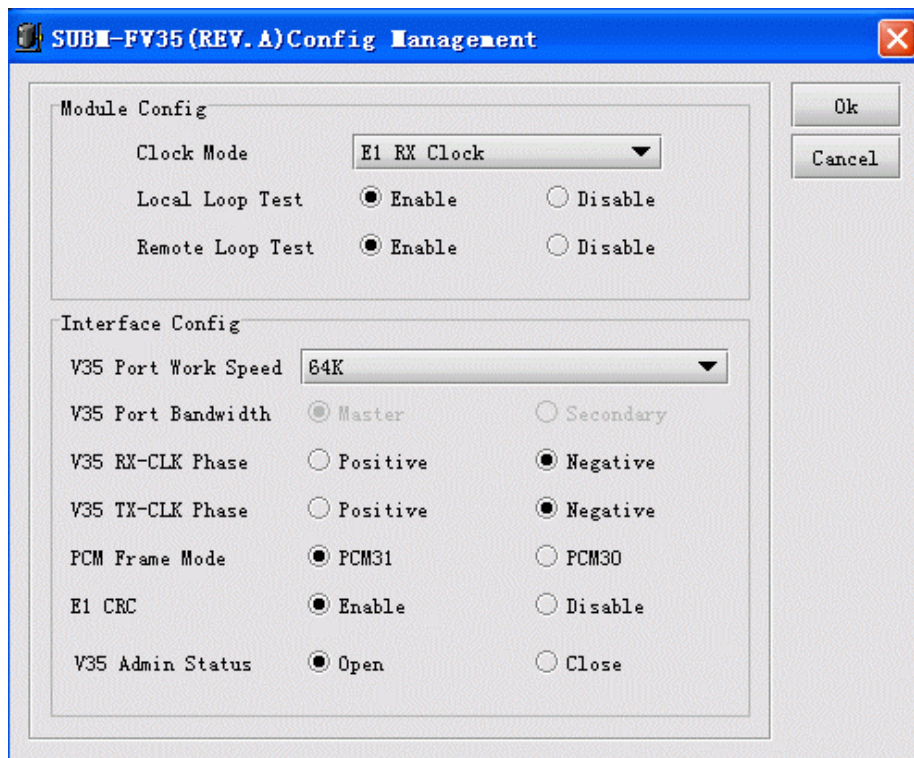 SUBM-FV35(REV.A)Config Management
Ok
Cancel
Module Config
Clock Mode E1 RX Clock
Local Loop Test Enable Disable
Remote Loop Test Enable Disable
Interface Config
V35 Port Work Speed 64K
V35 Port Bandwidth Master Secondary
V35 RX-CLK Phase Positive Negative
V35 TX-CLK Phase Positive Negative
PCM Frame Mode PCM31 PCM30
E1 CRC Enable Disable
V35 Admin Status Open Close